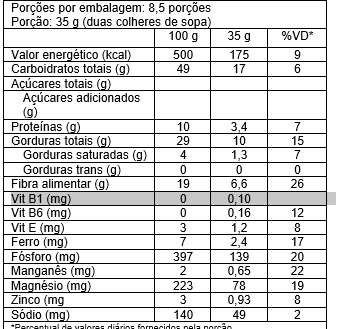 Porções por embalagem: 8,5 porções
Porção: 35 g (duas colheres de sopa)
100 g 35 g %VD*
Valor energético (kcal) 500 175 9
Carboidratos totais (g) 49 17 6
Açúcares totais (g)
Açúcares adicionados
(g)
Proteínas (g) 10 3,4 7
Gorduras totais (g) 29 10 15
Gorduras saturadas (g) 4 1,3 7
Gorduras trans (g) 0 0 0
Fibra alimentar (g) 19 6,6 26
Vit B1 (mg) 0 0,10
Vit B6 (mg) 0 0,16 12
Vit E (mg) 3 1,2 8
Ferro (mg) 7 2,4 17
Fósforo (mg) 397 139 20
Manganês (mg) 2 0,65 22
Magnésio (mg) 223 78 19
Zinco (mg 3 0,93 8
Sódio (mg) 140 49 2
*Percentual de valores diários fornecidos pela porção